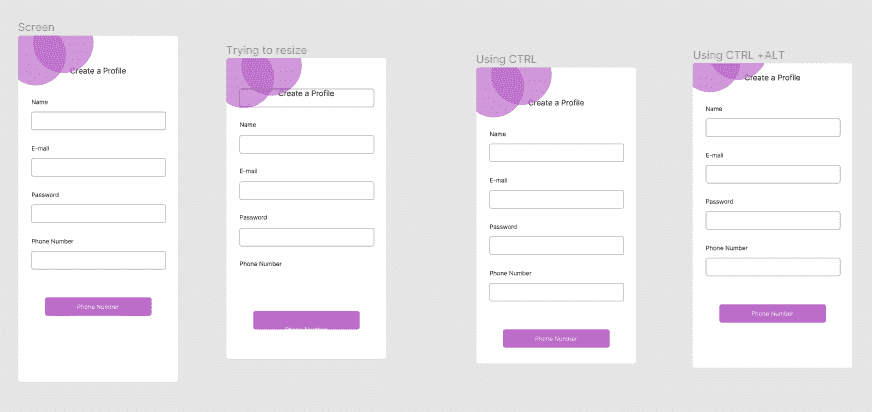 Screen
Create a Profile
Name
E-mail
Password
Phone Number
Phone Number
Trying to resize
Create a Profile
Name
E-mail
Password
Phone Number
Phone Number
Using CTRL
Create a Profile
Name
E-mail
Password
Phone Number
Phone Number
Using CTRL +ALT
Create a Profile
Name
E-mail
Password
Phone Number
Phone Number